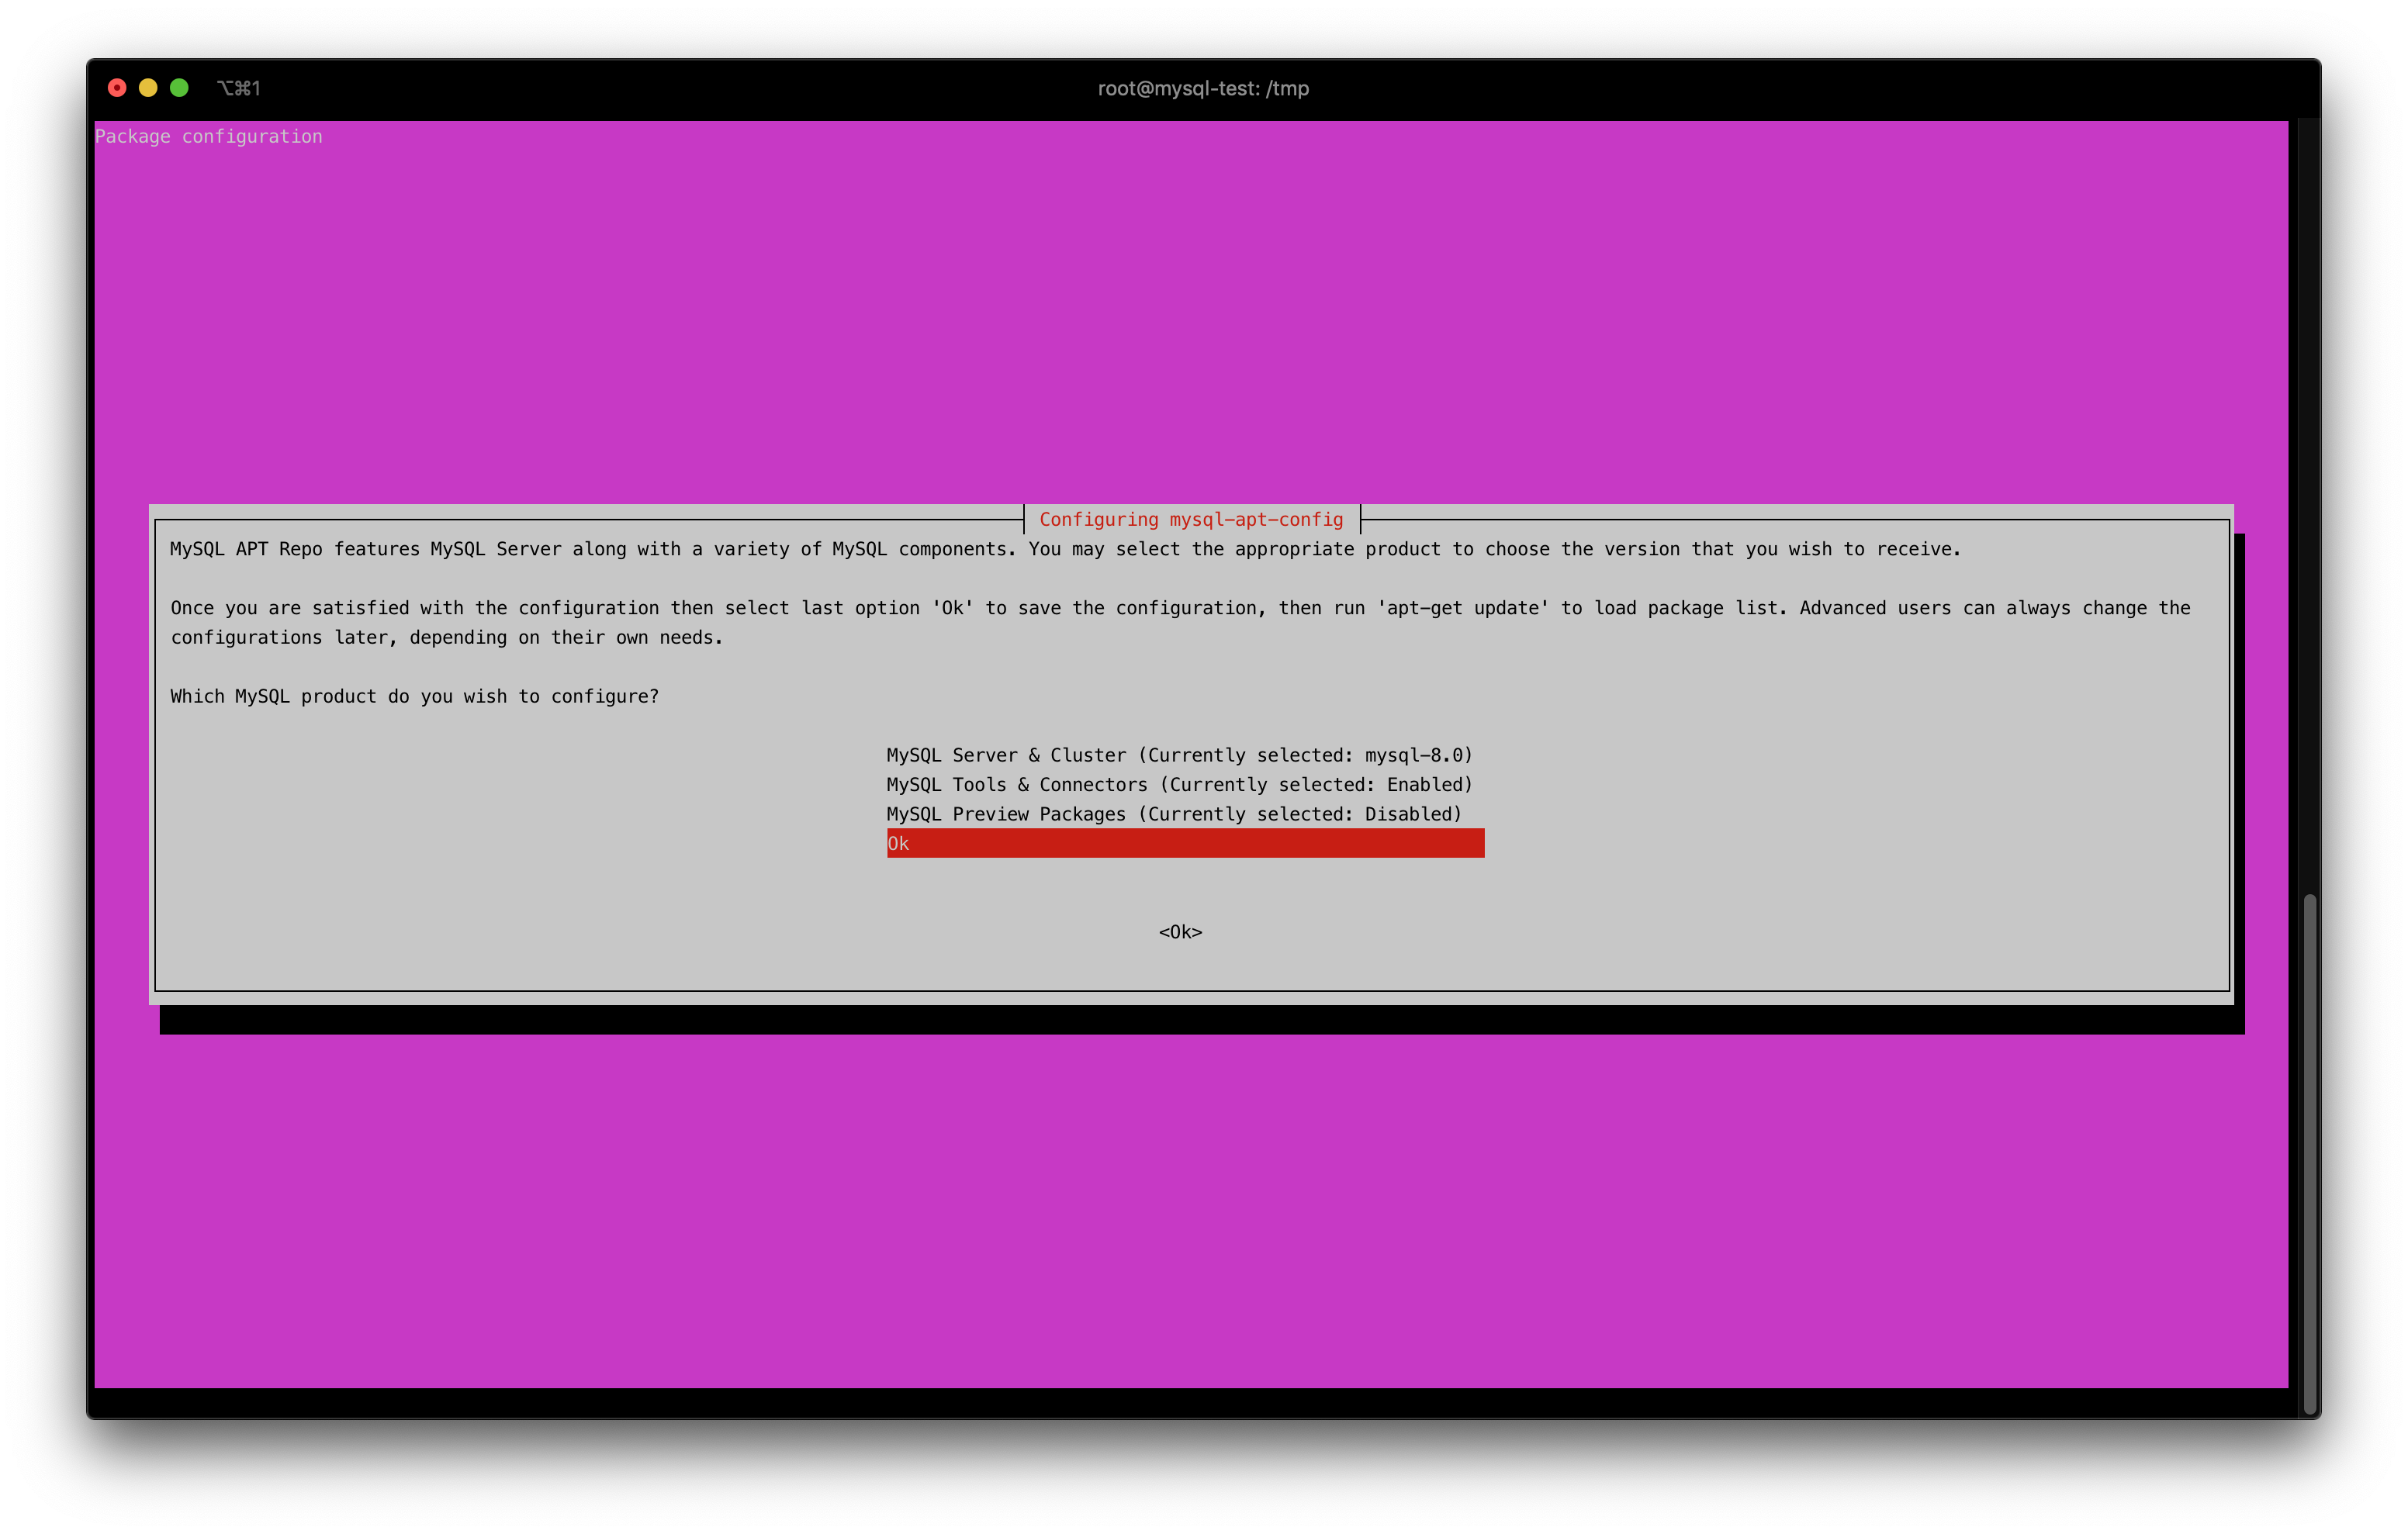 ⌥⌘1
root@mysql-test: /tmp
Package configuration
Configuring mysql-apt-config
MySQL APT Repo features MySQL Server along with a variety of MySQL components. You may select the appropriate product to choose the version that you wish to receive.
Once you are satisfied with the configuration then select last option 'Ok' to save the configuration, then run 'apt-get update' to load package list. Advanced users can always change the
configurations later, depending on their own needs.
Which MySQL product do you wish to configure?
MySQL Server & Cluster (Currently selected: mysql-8.0)
MySQL Tools & Connectors (Currently selected: Enabled)
MySQL Preview Packages (Currently selected: Disabled)
Ok
<Ok>